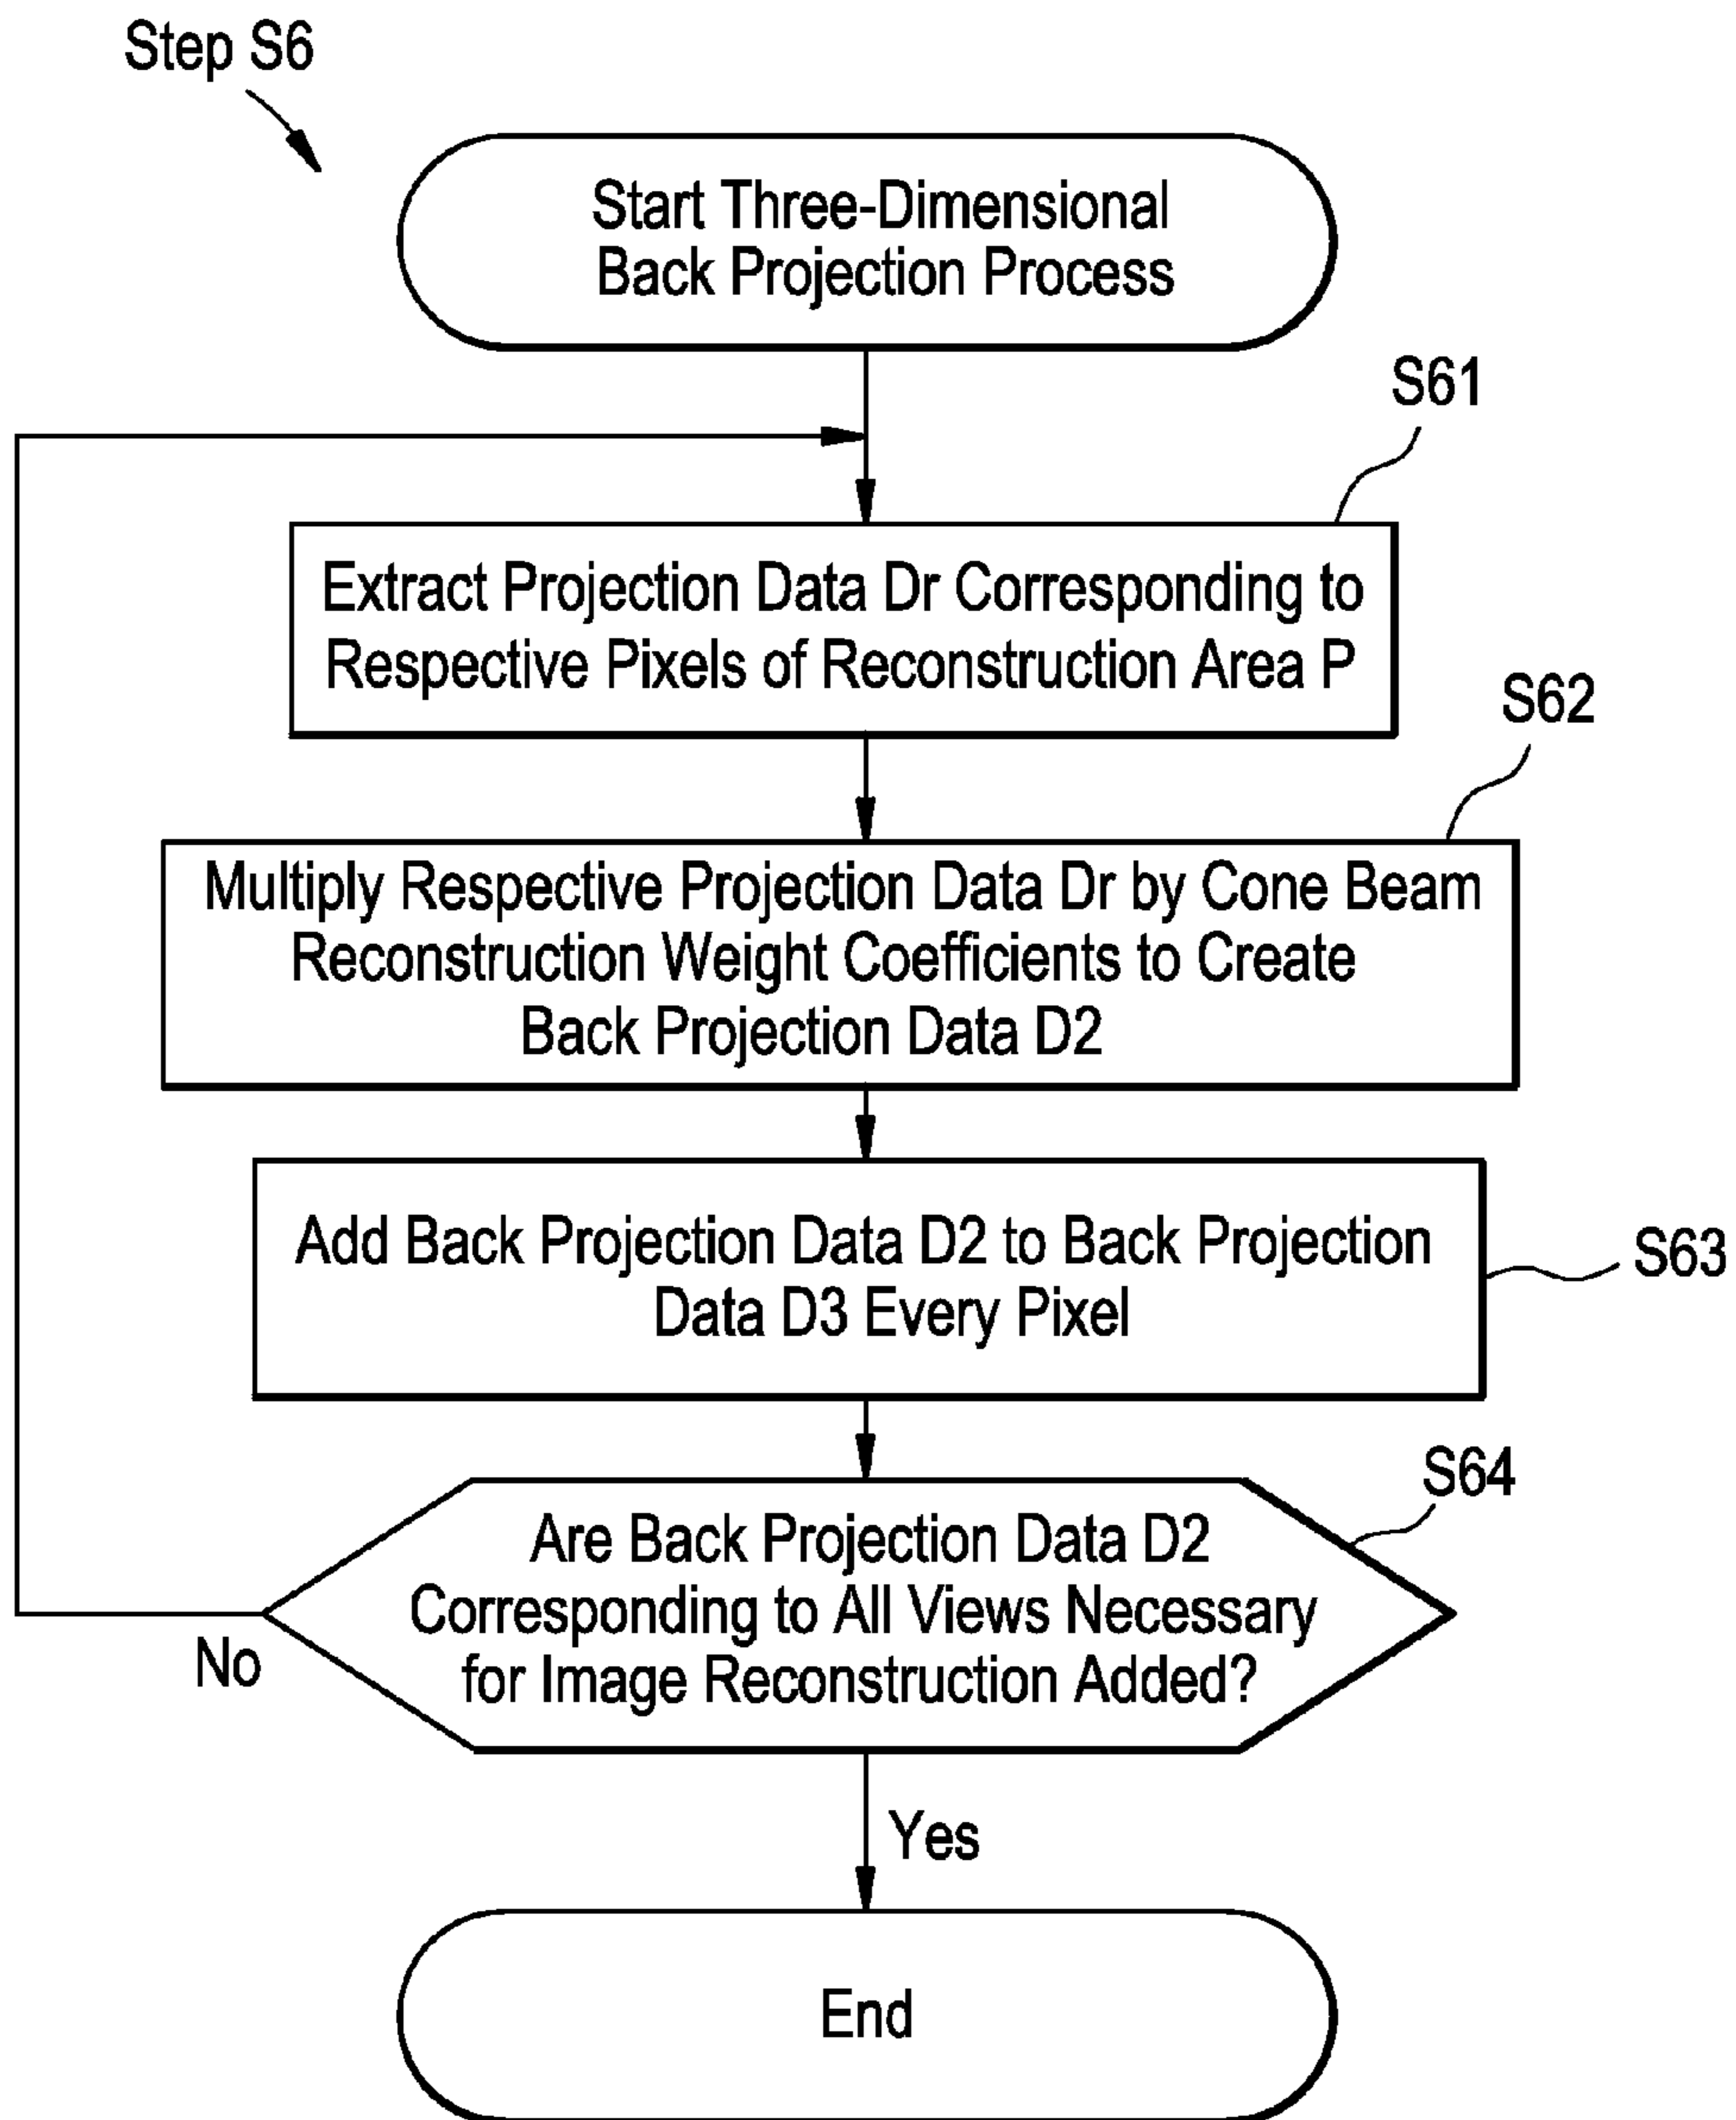 Step S6
Start Three-Dimensional
Back Projection Process
S61
Extract Projection Data Dr Corresponding to
Respective Pixels of Reconstruction Area P
S62
Multiply Respective Projection Data Dr by Cone Beam
Reconstruction Weight Coefficients to Create
Back Projection Data D2
Add Back Projection Data D2 to Back Projection
Data D3 Every Pixel
S63
S64
Are Back Projection Data D2
Corresponding to All Views Necessary
for Image Reconstruction Added?
No
Yes
End